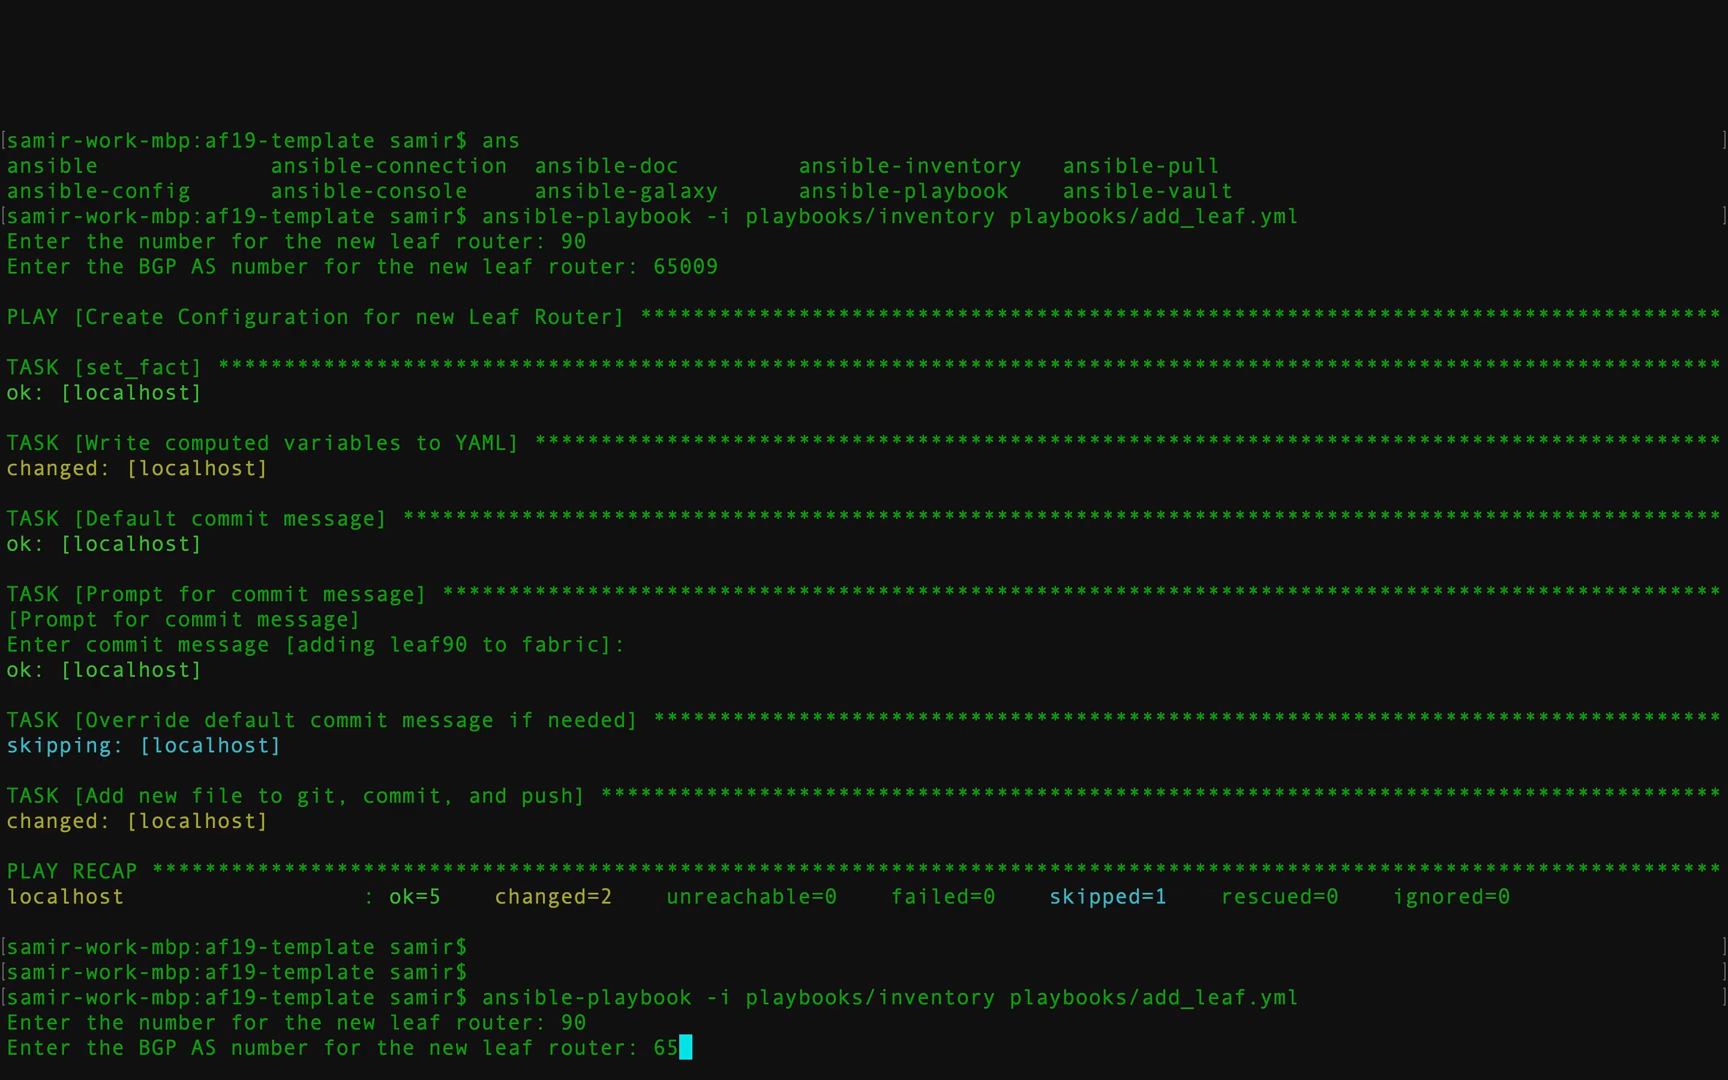 [samir-work-mbp:af19-template samir$ ans ]
ansible ansible-connection ansible-doc ansible-inventory ansible-pull
ansible-config ansible-console ansible-galaxy ansible-playbook ansible-vault
[samir-work-mbp:af19-template samir$ ansible-playbook -i playbooks/inventory playbooks/add_leaf.yml ]
Enter the number for the new leaf router: 90
Enter the BGP AS number for the new leaf router: 65009
PLAY [Create Configuration for new Leaf Router] **********************************************************************************
TASK [set_fact] ******************************************************************************************************************
ok: [localhost]
TASK [Write computed variables to YAML] ******************************************************************************************
changed: [localhost]
TASK [Default commit message] ****************************************************************************************************
ok: [localhost]
TASK [Prompt for commit message] *************************************************************************************************
[Prompt for commit message]
Enter commit message [adding leaf90 to fabric]:
ok: [localhost]
TASK [Override default commit message if needed] *********************************************************************************
skipping: [localhost]
TASK [Add new file to git, commit, and push] *************************************************************************************
changed: [localhost]
PLAY RECAP ***********************************************************************************************************************
localhost : ok=5 changed=2 unreachable=0 failed=0 skipped=1 rescued=0 ignored=0
[samir-work-mbp:af19-template samir$ ]
[samir-work-mbp:af19-template samir$ ]
[samir-work-mbp:af19-template samir$ ansible-playbook -i playbooks/inventory playbooks/add_leaf.yml ]
Enter the number for the new leaf router: 90
Enter the BGP AS number for the new leaf router: 65